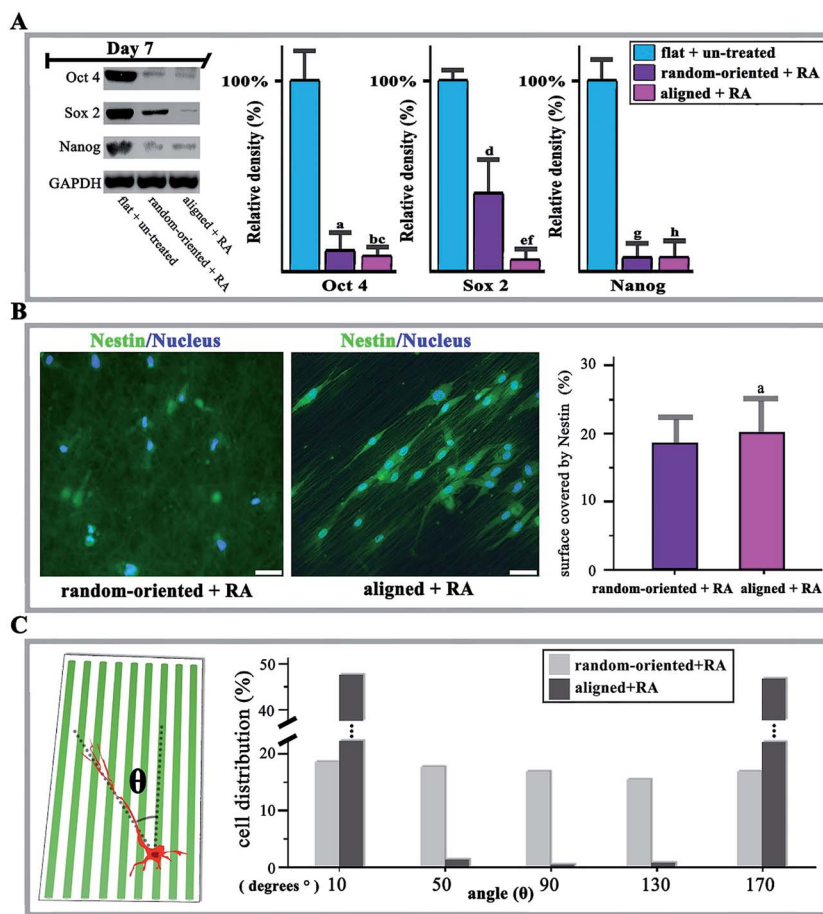 A
Day 7
Oct 4
Sox 2
Nanog
GAPDH
flat + un-treated
random-oriented + RA
aligned + RA
Relative density (%)
100%
a
bc
Oct 4
Relative density (%)
100%
d
ef
Sox 2
Relative density (%)
100%
g
h
Nanog
flat + un-treated
random-oriented + RA
aligned + RA
B
Nestin/Nucleus
random-oriented + RA
Nestin/Nucleus
aligned + RA
surface covered by Nestin (%)
30
20
10
0
a
random-oriented + RA
aligned + RA
C
θ
cell distribution (%)
50
40
20
10
0
random-oriented+RA
aligned+RA
( degrees ° )
10
50
90
130
170
angle (θ)